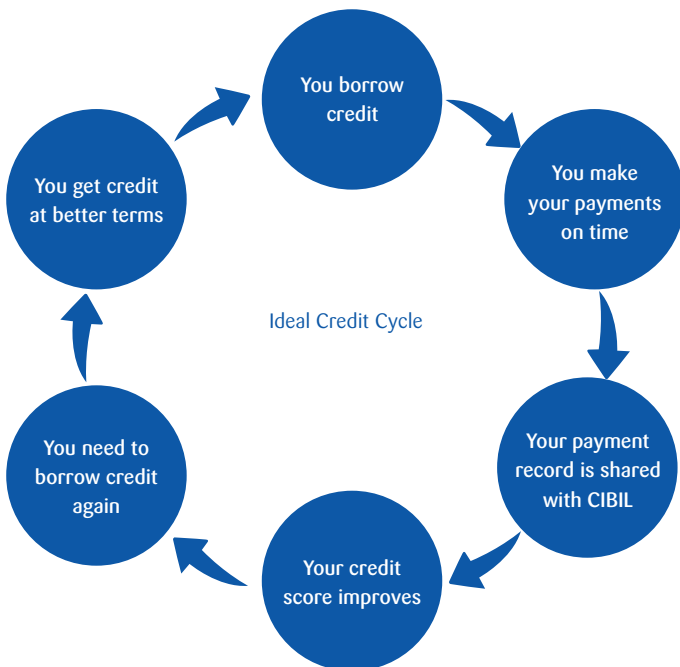 You borrow
credit
You make
your payments
on time
Your payment
record is shared
with CIBIL
Your credit
score improves
You need to
borrow credit
again
You get credit
at better terms
Ideal Credit Cycle